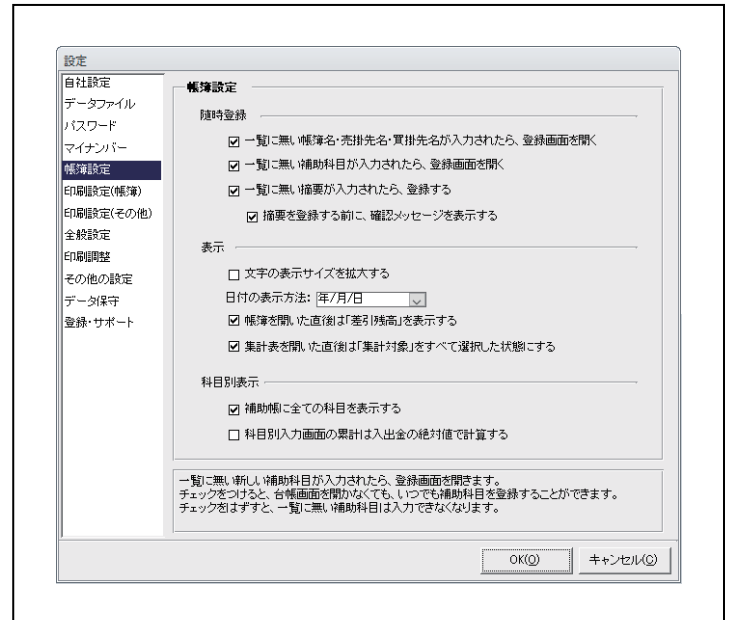 設定
自社設定
データファイル
パスワード
マイナンバー
帳簿設定
印刷設定(帳簿)
印刷設定(その他)
全般設定
印刷調整
その他の設定
データ保守
登録・サポート
帳簿設定
随時登録
一覧に無い帳簿名・売掛先名・買掛先名が入力されたら、登録画面を開く
一覧に無い補助科目が入力されたら、登録画面を開く
一覧に無い摘要が入力されたら、登録する
摘要を登録する前に、確認メッセージを表示する
表示
文字の表示サイズを拡大する
日付の表示方法: 年/月/日
帳簿を開いた直後は「差引残高」を表示する
集計表を開いた直後は「集計対象」をすべて選択した状態にする
科目別表示
補助帳に全ての科目を表示する
科目別入力画面の累計は入出金の絶対値で計算する
一覧に無い新しい補助科目が入力されたら、登録画面を開きます。
チェックをつけると、台帳画面を開かなくても、いつでも補助科目を登録することができます。
チェックをはずすと、一覧に無い補助科目は入力できなくなります。
OK(O)
キャンセル(C)